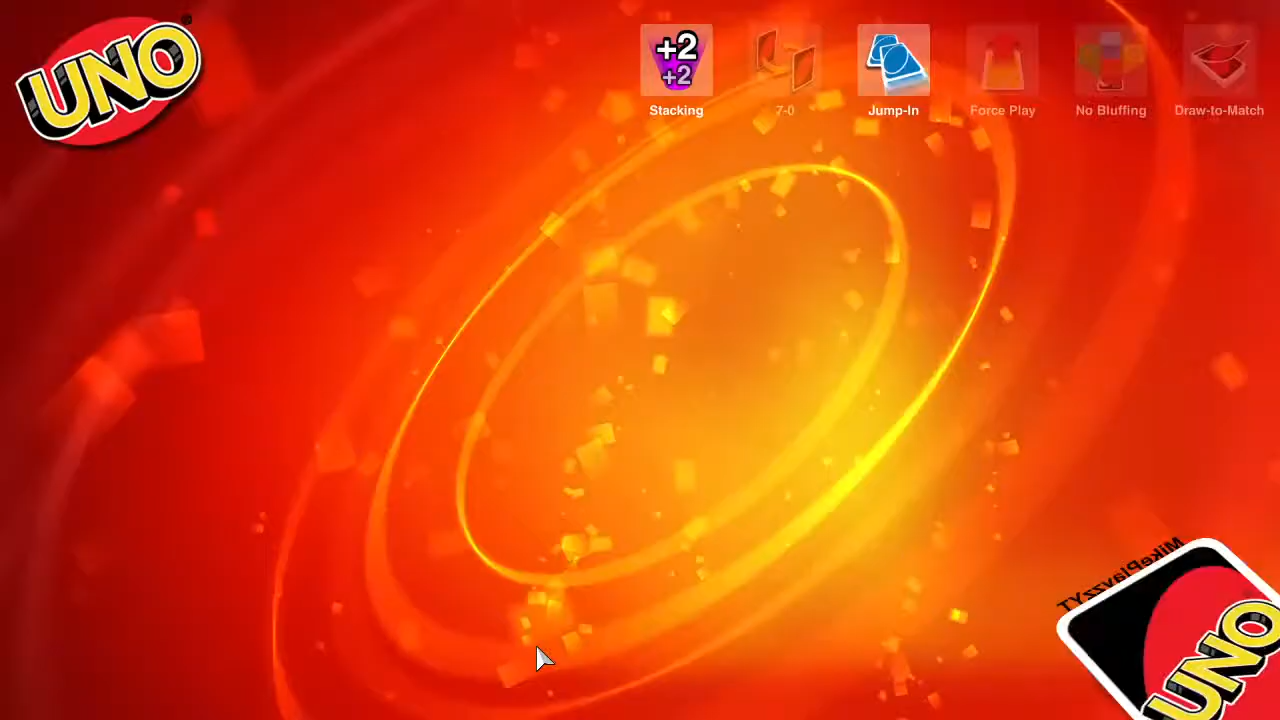 UNO
+2
+2
Stacking
7-0
Jump-In
Force Play
No Bluffing
Draw-to-Match
MikePlayzzYT
UNO